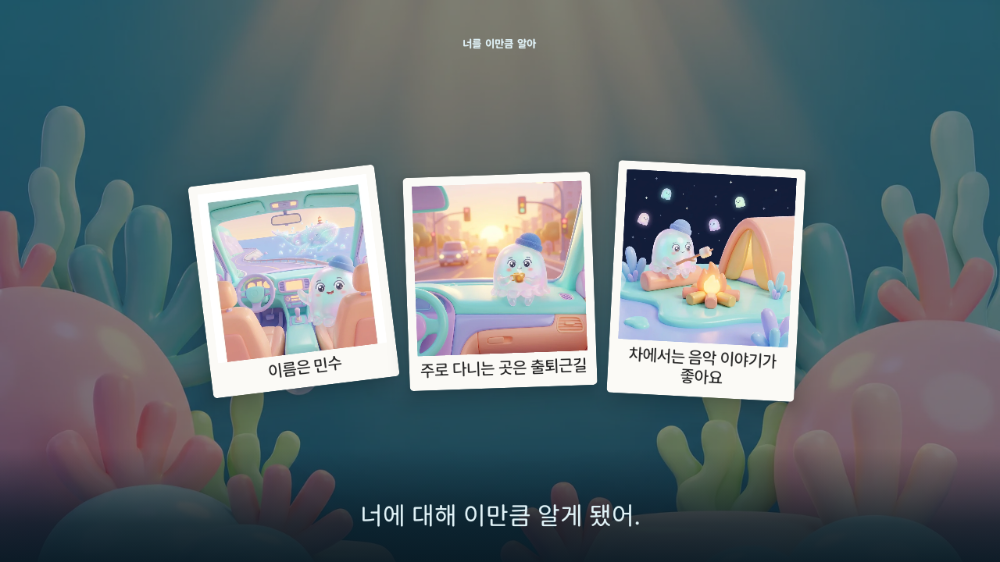 너를 이만큼 알아
이름은 민수
주로 다니는 곳은 출퇴근길
차에서는 음악 이야기가
좋아요
너에 대해 이만큼 알게 됐어.